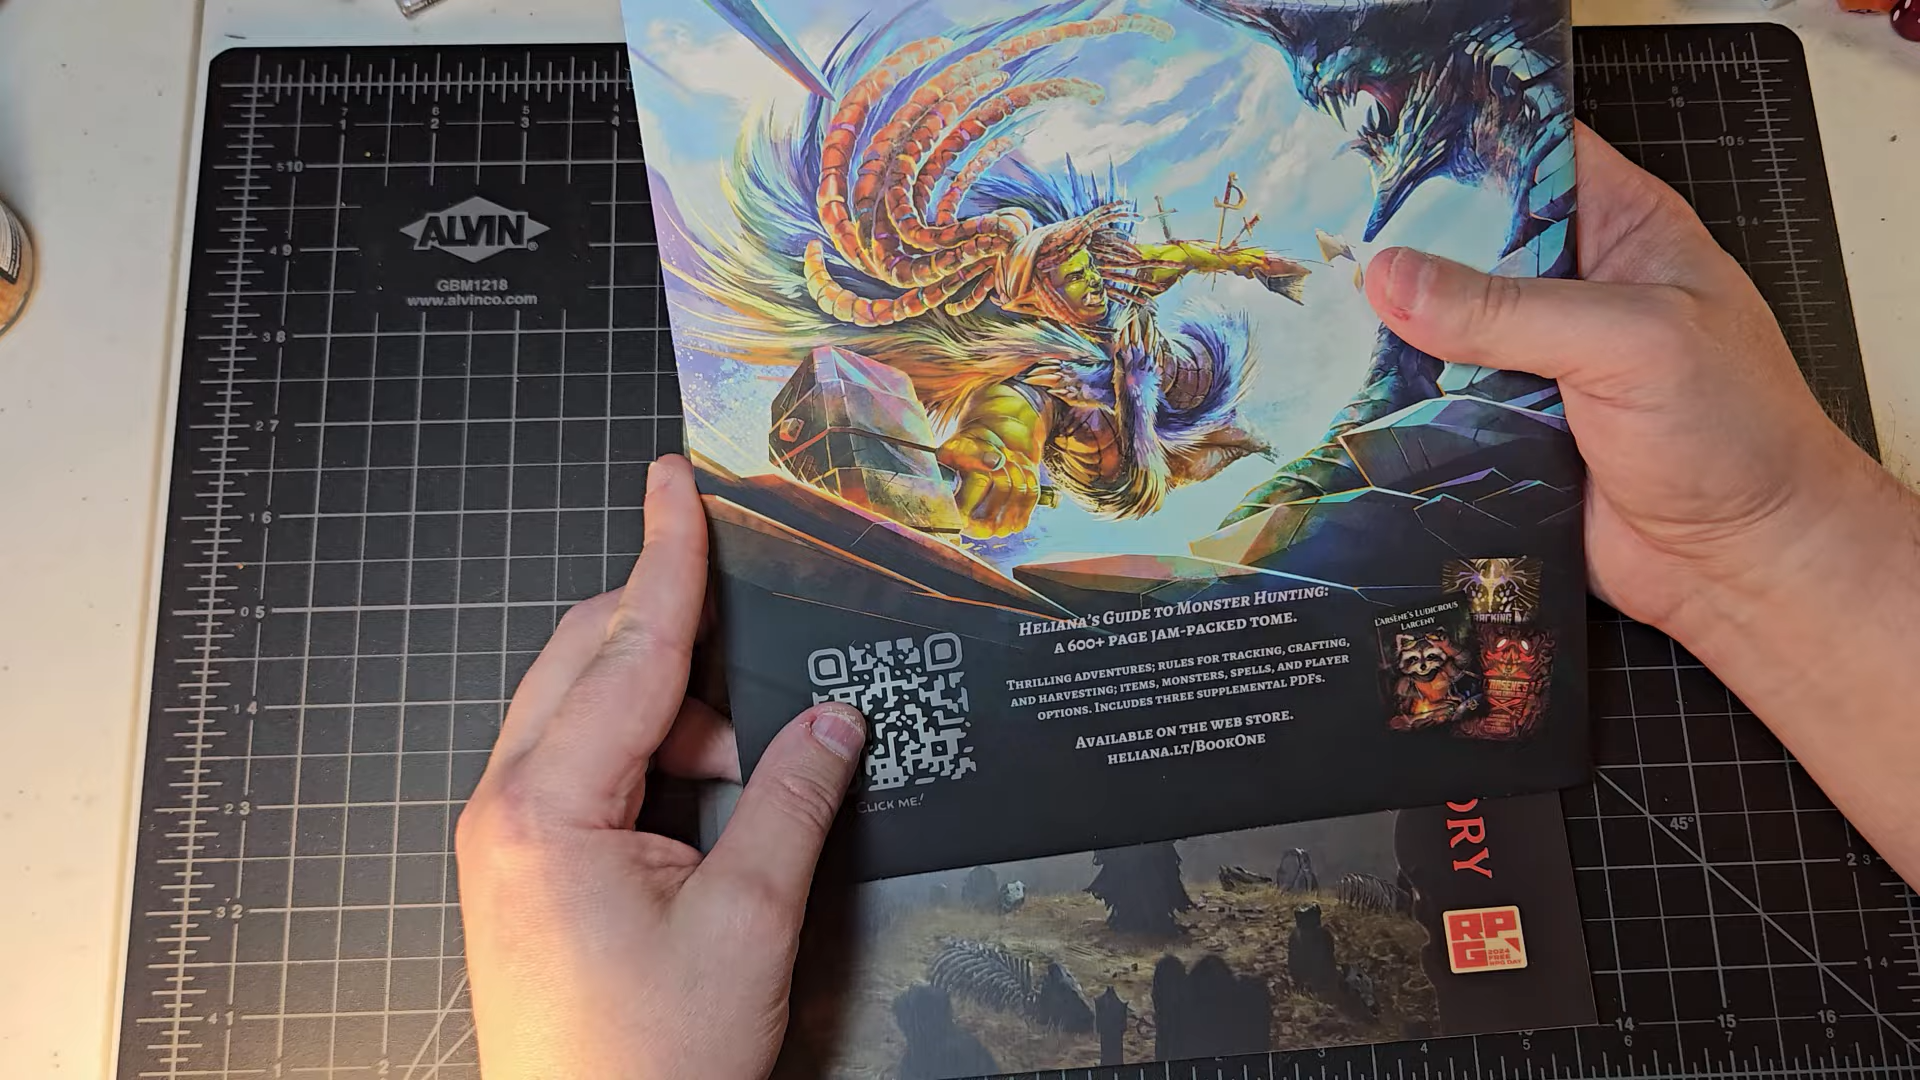 ALVIN
GBM1218
www.alvinco.com
Heliana's Guide to Monster Hunting:
a 600+ page jam-packed tome.
Thrilling adventures; rules for tracking, crafting,
and harvesting; items, monsters, spells, and player
options. Includes three supplemental PDFs.
Available on the web store.
heliana.lt/BookOne
Click me!
L'Arsène's Ludicrous
Larceny
RPG
2024
FREE
RPG DAY
45°